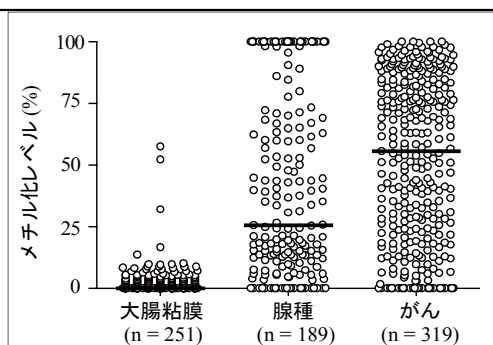 メチル化レベル (%)
100
75
50
25
0
大腸粘膜
(n = 251)
腺種
(n = 189)
がん
(n = 319)